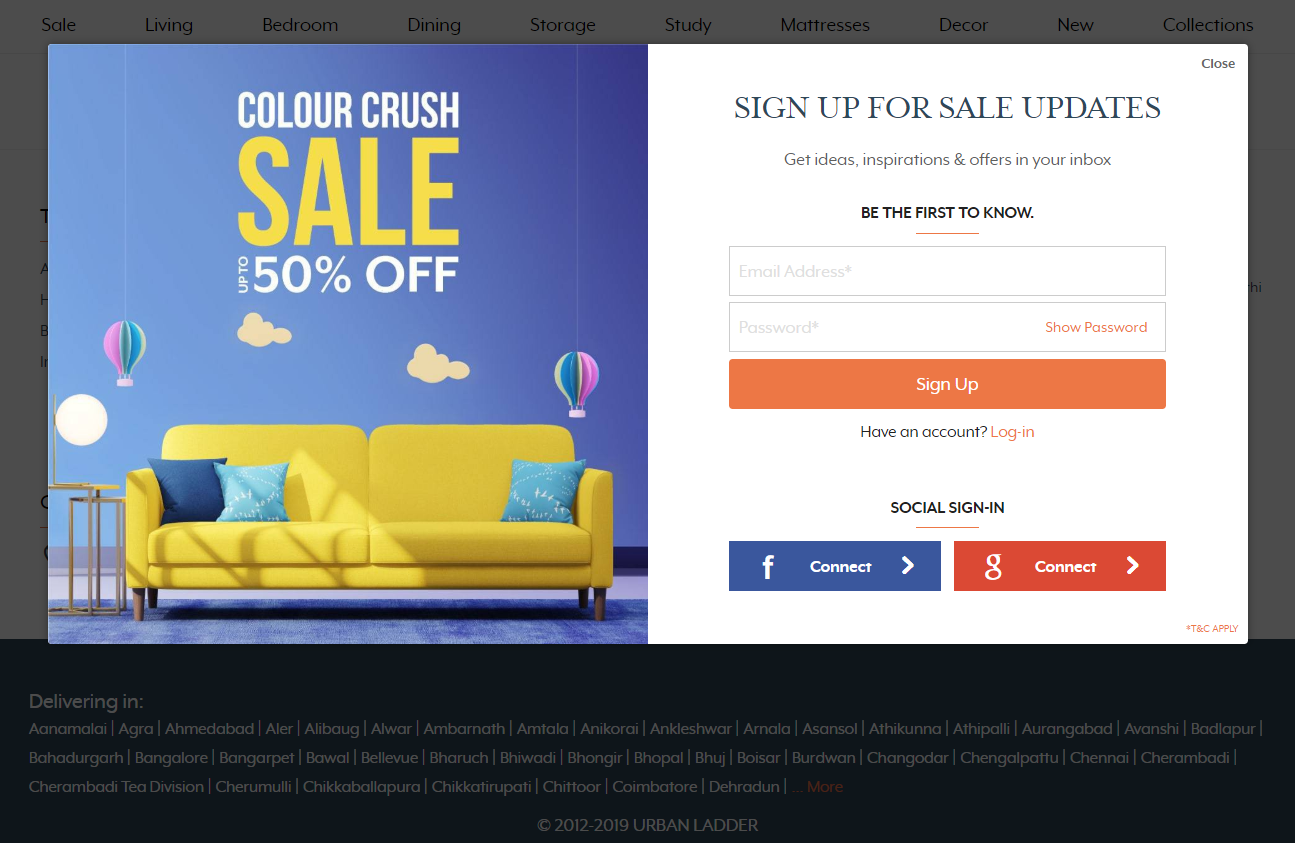 Sale Living Bedroom Dining Storage Study Mattresses Decor New Collections
COLOUR CRUSH
SALE
UP TO 50% OFF
Close
SIGN UP FOR SALE UPDATES
Get ideas, inspirations & offers in your inbox
BE THE FIRST TO KNOW.
Email Address*
Password* Show Password
Sign Up
Have an account? Log-in
SOCIAL SIGN-IN
f Connect
g Connect
*T&C APPLY
Delivering in:
Aanamalai | Agra | Ahmedabad | Aler | Alibaug | Alwar | Ambarnath | Amtala | Anikorai | Ankleshwar | Arnala | Asansol | Athikunna | Athipalli | Aurangabad | Avanshi | Badlapur |
Bahadurgarh | Bangalore | Bangarpet | Bawal | Bellevue | Bharuch | Bhiwadi | Bhongir | Bhopal | Bhuj | Boisar | Burdwan | Changodar | Chengalpattu | Chennai | Cherambadi |
Cherambadi Tea Division | Cherumulli | Chikkaballapura | Chikkatirupati | Chittoor | Coimbatore | Dehradun | ... More
© 2012-2019 URBAN LADDER